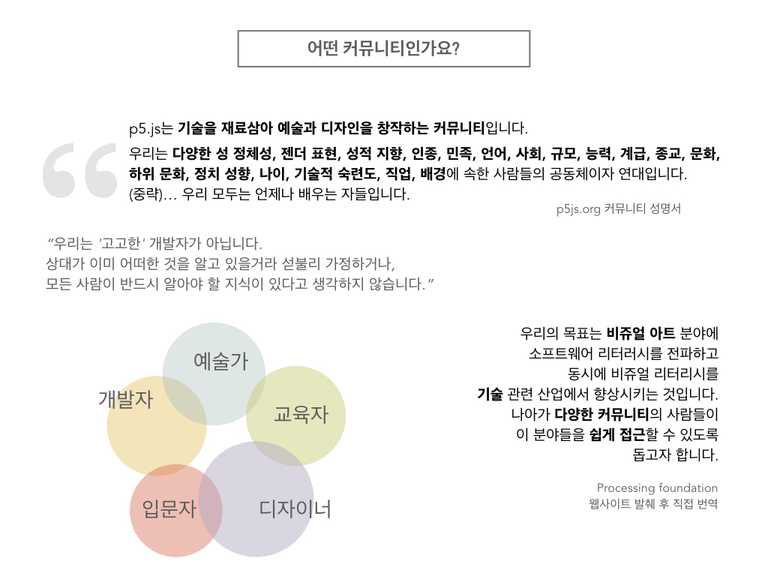 어떤 커뮤니티인가요?
p5.js는 기술을 재료삼아 예술과 디자인을 창작하는 커뮤니티입니다.
우리는 다양한 성 정체성, 젠더 표현, 성적 지향, 인종, 민족, 언어, 사회, 규모, 능력, 계급, 종교, 문화,
하위 문화, 정치 성향, 나이, 기술적 숙련도, 직업, 배경에 속한 사람들의 공동체이자 연대입니다.
(중략)... 우리 모두는 언제나 배우는 자들입니다.
p5js.org 커뮤니티 성명서
“우리는 '고고한' 개발자가 아닙니다.
상대가 이미 어떠한 것을 알고 있을거라 섣불리 가정하거나,
모든 사람이 반드시 알아야 할 지식이 있다고 생각하지 않습니다.”
예술가
개발자
교육자
입문자
디자이너
우리의 목표는 비쥬얼 아트 분야에
소프트웨어 리터러시를 전파하고
동시에 비쥬얼 리터리시를
기술 관련 산업에서 향상시키는 것입니다.
나아가 다양한 커뮤니티의 사람들이
이 분야들을 쉽게 접근할 수 있도록
돕고자 합니다.
Processing foundation
웹사이트 발췌 후 직접 번역